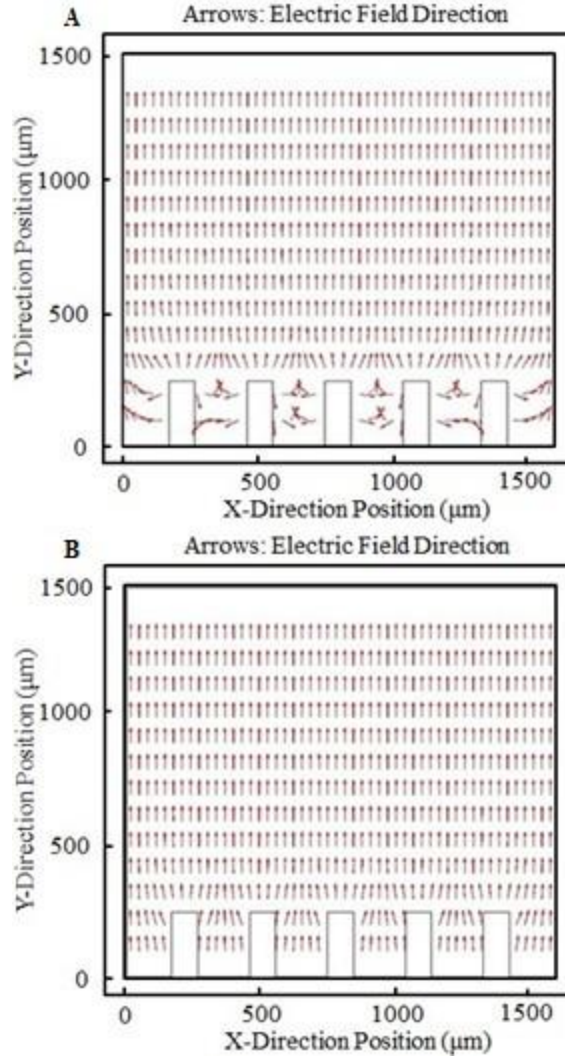 A
Arrows: Electric Field Direction
1500
1000
500
0
Y-Direction Position (µm)
0 500 1000 1500
X-Direction Position (µm)
B
Arrows: Electric Field Direction
1500
1000
500
0
Y-Direction Position (µm)
0 500 1000 1500
X-Direction Position (µm)